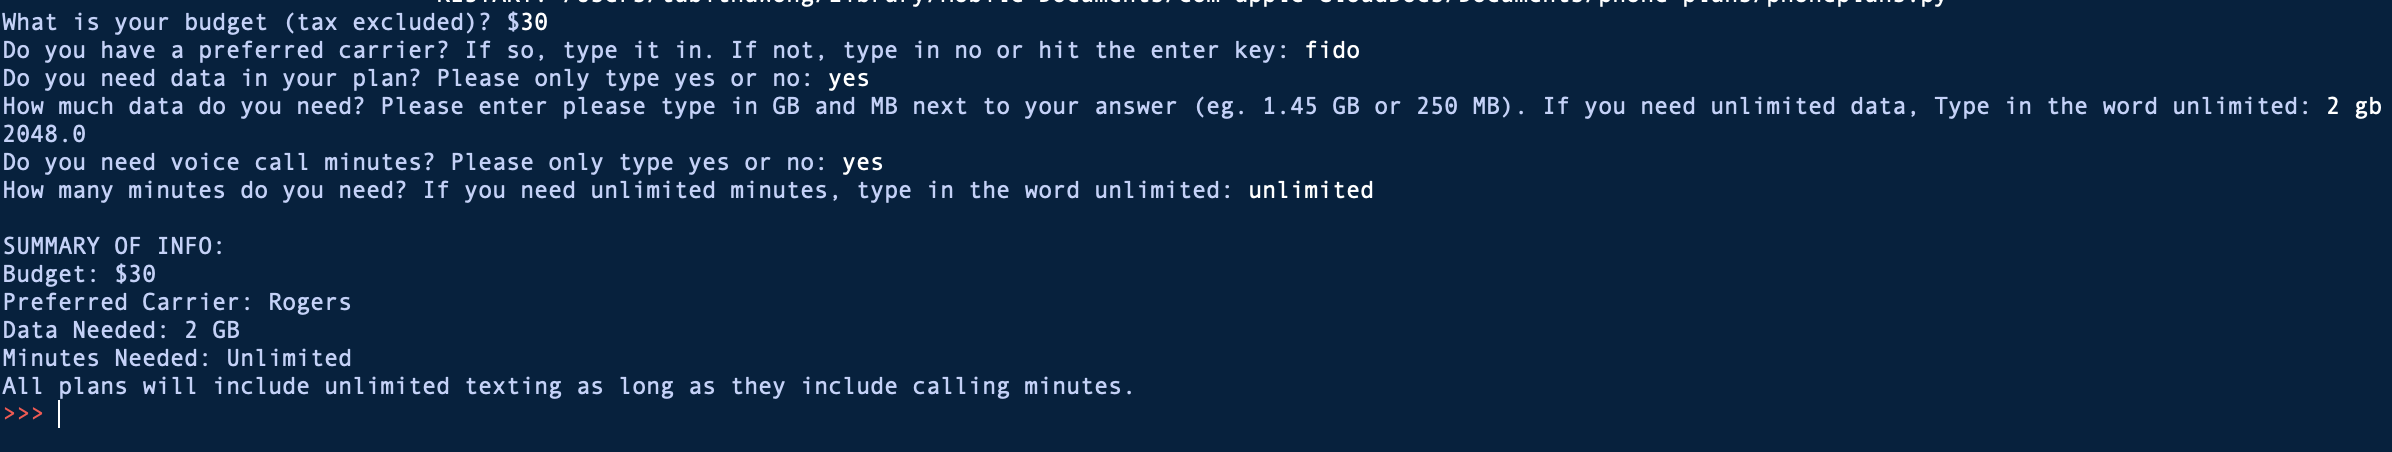 What is your budget (tax excluded)? $30
Do you have a preferred carrier? If so, type it in. If not, type in no or hit the enter key: fido
Do you need data in your plan? Please only type yes or no: yes
How much data do you need? Please enter please type in GB and MB next to your answer (eg. 1.45 GB or 250 MB). If you need unlimited data, Type in the word unlimited: 2 gb
2048.0
Do you need voice call minutes? Please only type yes or no: yes
How many minutes do you need? If you need unlimited minutes, type in the word unlimited: unlimited
SUMMARY OF INFO:
Budget: $30
Preferred Carrier: Rogers
Data Needed: 2 GB
Minutes Needed: Unlimited
All plans will include unlimited texting as long as they include calling minutes.
>>>